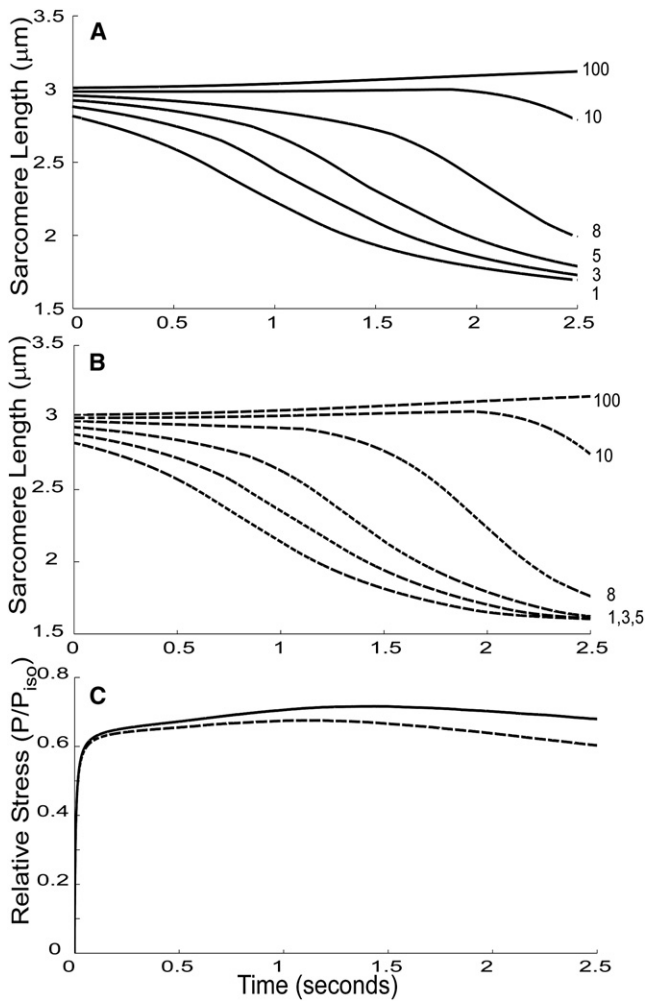 A
Sarcomere Length (μm)
3.5
3
2.5
2
1.5
100
10
8
5
3
1
0 0.5 1 1.5 2 2.5
B
Sarcomere Length (μm)
3.5
3
2.5
2
1.5
100
10
8
1,3,5
0 0.5 1 1.5 2 2.5
C
Relative Stress (P/Piso)
0.8
0.6
0.4
0.2
0
0 0.5 1 1.5 2 2.5
Time (seconds)